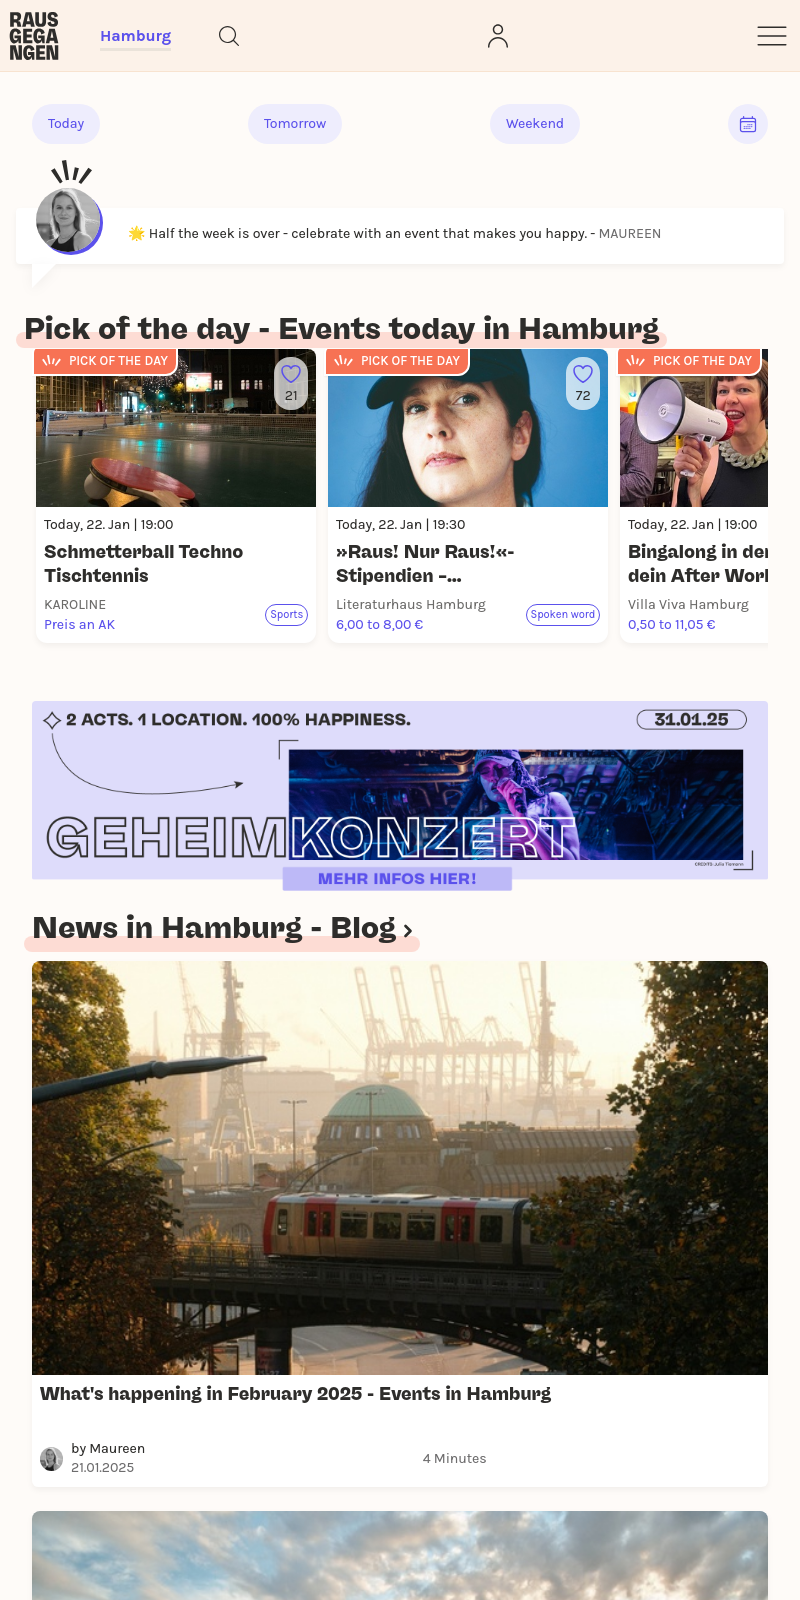 RAUS
GEGA
NGEN
Hamburg
Today
Tomorrow
Weekend
🌟 Half the week is over - celebrate with an event that makes you happy. - MAUREEN
Pick of the day - Events today in Hamburg
PICK OF THE DAY
21
Today, 22. Jan | 19:00
Schmetterball Techno
Tischtennis
KAROLINE
Preis an AK
Sports
PICK OF THE DAY
72
Today, 22. Jan | 19:30
»Raus! Nur Raus!«-
Stipendien –...
Literaturhaus Hamburg
6,00 to 8,00 €
Spoken word
PICK OF THE DAY
Today, 22. Jan | 19:00
Bingalong in der
dein After Worl
Villa Viva Hamburg
0,50 to 11,05 €
2 ACTS. 1 LOCATION. 100% HAPPINESS.
31.01.25
GEHEIMKONZERT
CREDITS: Julia Tiemann
MEHR INFOS HIER!
News in Hamburg - Blog ›
What's happening in February 2025 - Events in Hamburg
by Maureen
21.01.2025
4 Minutes